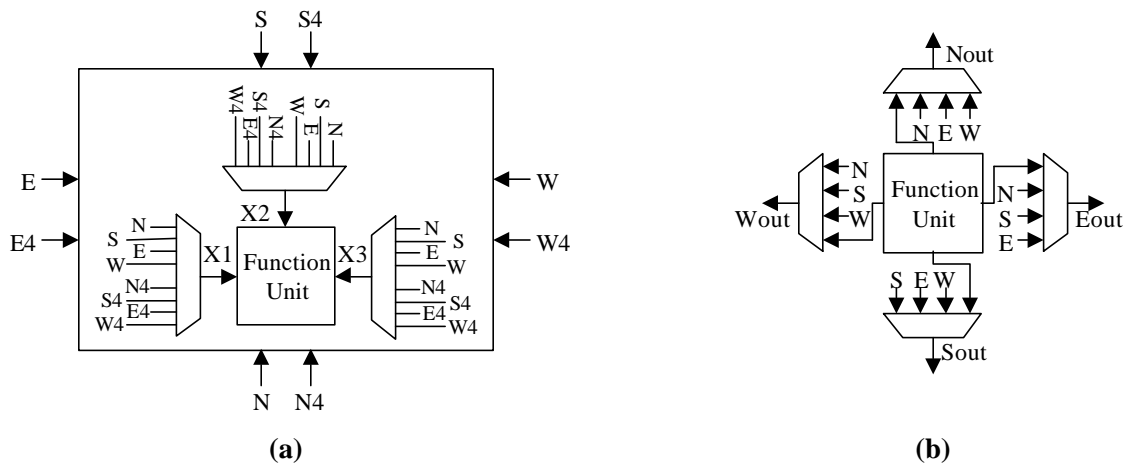 S S4
W4
E4
S4
N4
W
E
S
N
E
E4
W
W4
X2
X1
X3
N
S
E
W
N4
S4
E4
W4
Function
Unit
N
S
E
W
N4
S4
E4
W4
N N4
(a)
Nout
N E W
N
S
W
Wout
Function
Unit
N
S
E
Eout
S E W
Sout
(b)